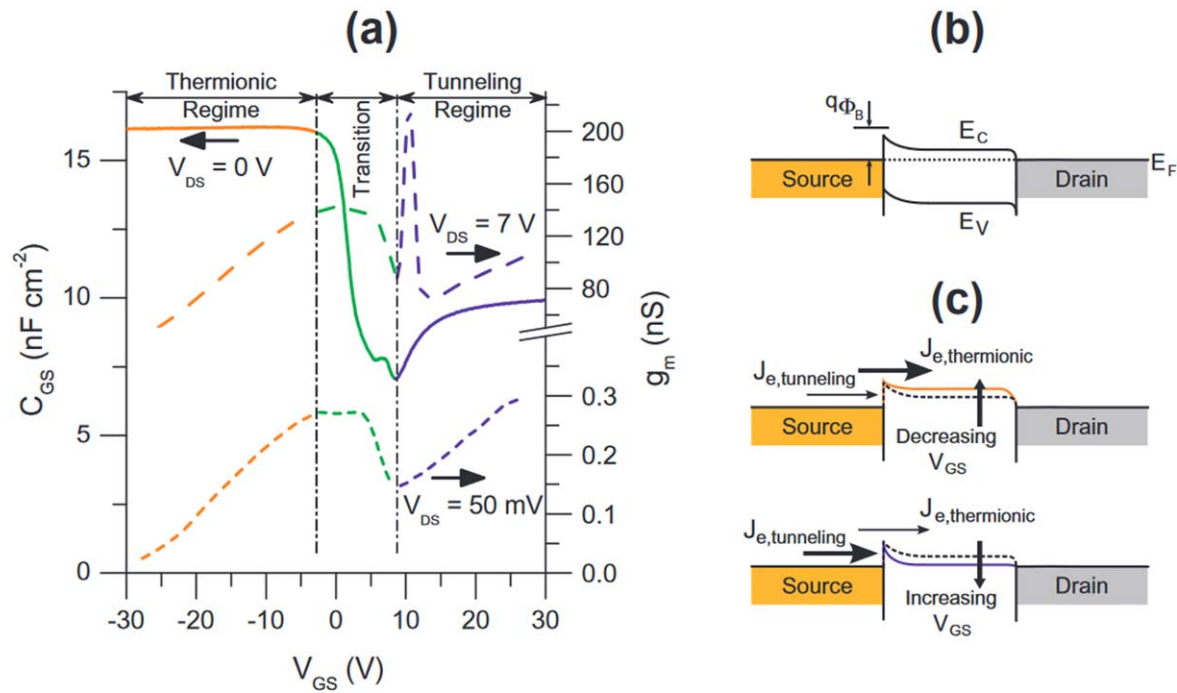 (a)
Thermionic
Regime
Transition
Tunneling
Regime
V_DS = 0 V
V_DS = 7 V
V_DS = 50 mV
C_GS (nF cm^-2)
15
10
5
0
g_m (nS)
200
160
120
80
0.3
0.2
0.1
0.0
-30 -20 -10 0 10 20 30
V_GS (V)
(b)
qΦ_B
E_C
E_F
Source
Drain
E_V
(c)
J_e,thermionic
J_e,tunneling
Source
Decreasing
V_GS
Drain
J_e,thermionic
J_e,tunneling
Source
Increasing
V_GS
Drain